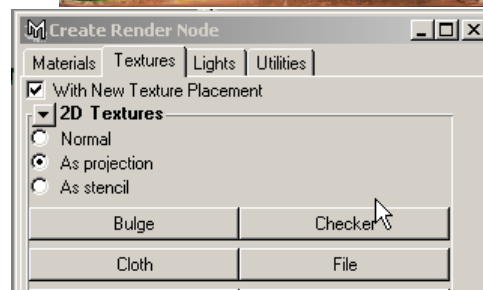 Create Render Node
Materials Textures Lights Utilities
With New Texture Placement
2D Textures
Normal
As projection
As stencil
Bulge Checker
Cloth File